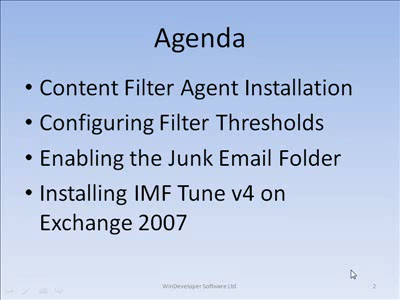 Agenda
• Content Filter Agent Installation
• Configuring Filter Thresholds
• Enabling the Junk Email Folder
• Installing IMF Tune v4 on
Exchange 2007
WinDeveloper Software Ltd.
2